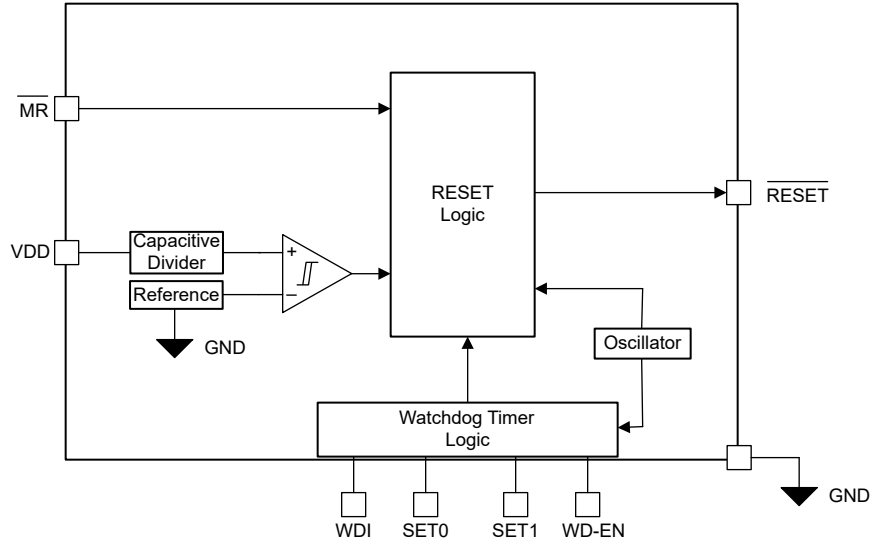 MR
RESET
Logic
RESET
VDD
Capacitive
Divider
+
Reference
−
GND
Oscillator
Watchdog Timer
Logic
GND
WDI
SET0
SET1
WD-EN